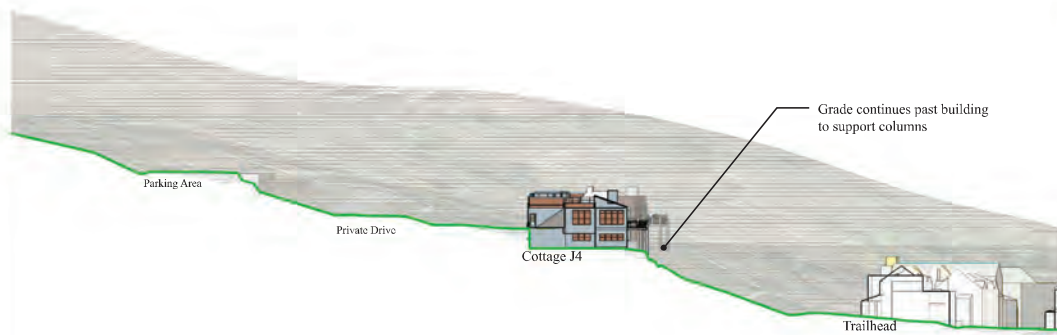 Grade continues past building
to support columns
Parking Area
Private Drive
Cottage J4
Trailhead